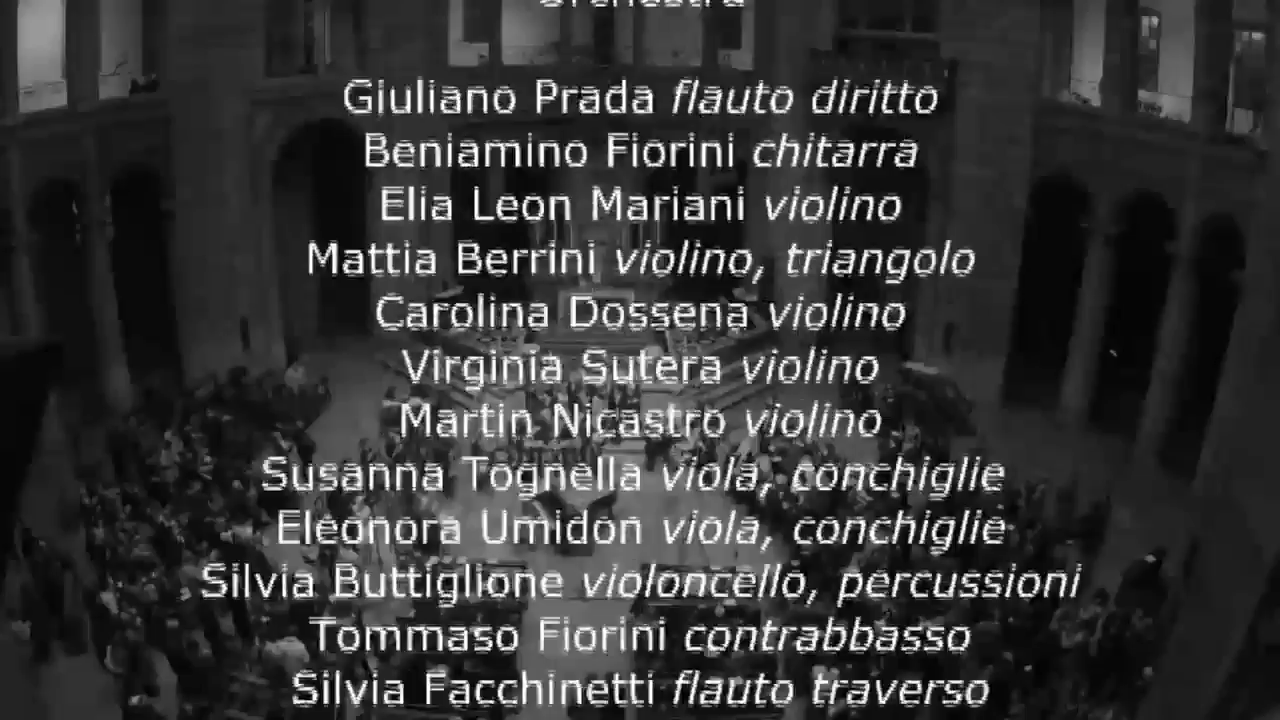 Orchestra
Giuliano Prada flauto diritto
Beniamino Fiorini chitarra
Elia Leon Mariani violino
Mattia Berrini violino, triangolo
Carolina Dossena violino
Virginia Sutera violino
Martin Nicastro violino
Susanna Tognella viola, conchiglie
Eleonora Umidon viola, conchiglie
Silvia Buttiglione violoncello, percussioni
Tommaso Fiorini contrabbasso
Silvia Facchinetti flauto traverso